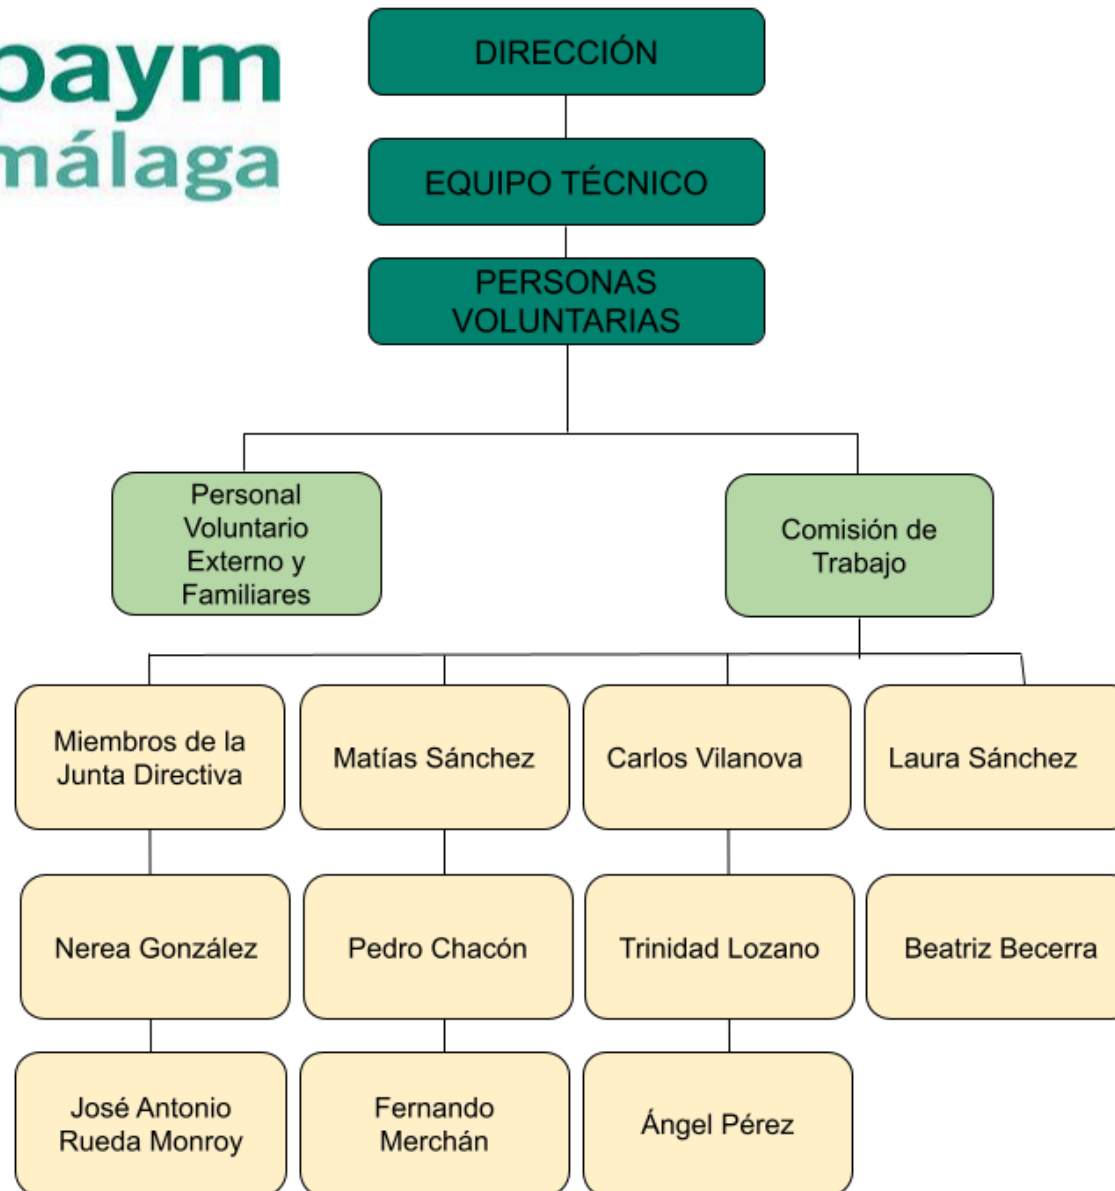 paym
málaga
DIRECCIÓN
EQUIPO TÉCNICO
PERSONAS
VOLUNTARIAS
Personal
Voluntario
Externo y
Familiares
Comisión de
Trabajo
Miembros de la
Junta Directiva
Matías Sánchez
Carlos Vilanova
Laura Sánchez
Nerea González
Pedro Chacón
Trinidad Lozano
Beatriz Becerra
José Antonio
Rueda Monroy
Fernando
Merchán
Ángel Pérez